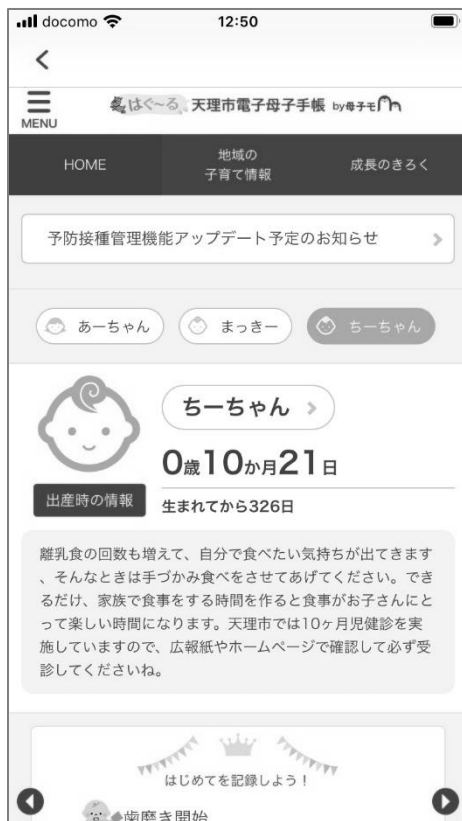 docomo 12:50
MENU
はぐ~る 天理市電子母子手帳 by母子モ
HOME
地域の
子育て情報
成長のきろく
予防接種管理機能アップデート予定のお知らせ
あーちゃん
まっきー
ちーちゃん
ちーちゃん
0歳10か月21日
出産時の情報
生まれてから326日
離乳食の回数も増えて、自分で食べたい気持ちが出てきます
、そんなときは手づかみ食べをさせてあげてください。でき
るだけ、家族で食事をする時間を作ると食事がお子さんにと
って楽しい時間になります。天理市では10ヶ月児健診を実
施していますので、広報紙やホームページで確認して必ず受
診してくださいね。
はじめてを記録しよう!
歯磨き開始